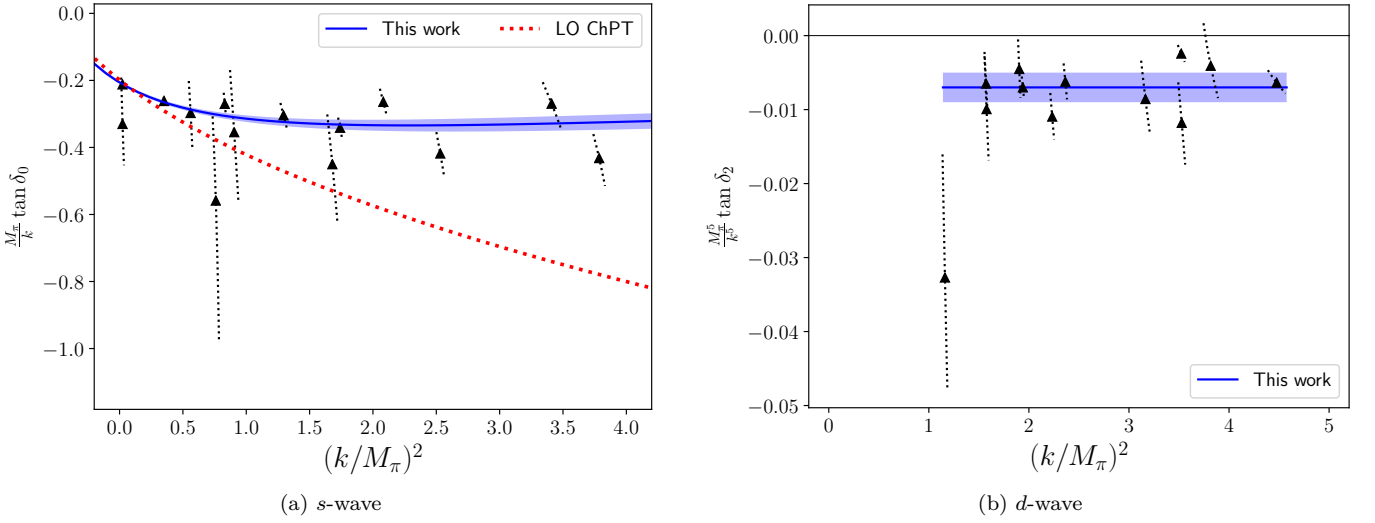 0.0
−0.2
−0.4
−0.6
−0.8
−1.0
$\frac{M_\pi}{k} \tan \delta_0$
This work
LO ChPT
0.0 0.5 1.0 1.5 2.0 2.5 3.0 3.5 4.0
$(k/M_\pi)^2$
(a) s-wave
0.00
−0.01
−0.02
−0.03
−0.04
−0.05
$\frac{M_\pi^5}{k^5} \tan \delta_2$
This work
0 1 2 3 4 5
$(k/M_\pi)^2$
(b) d-wave